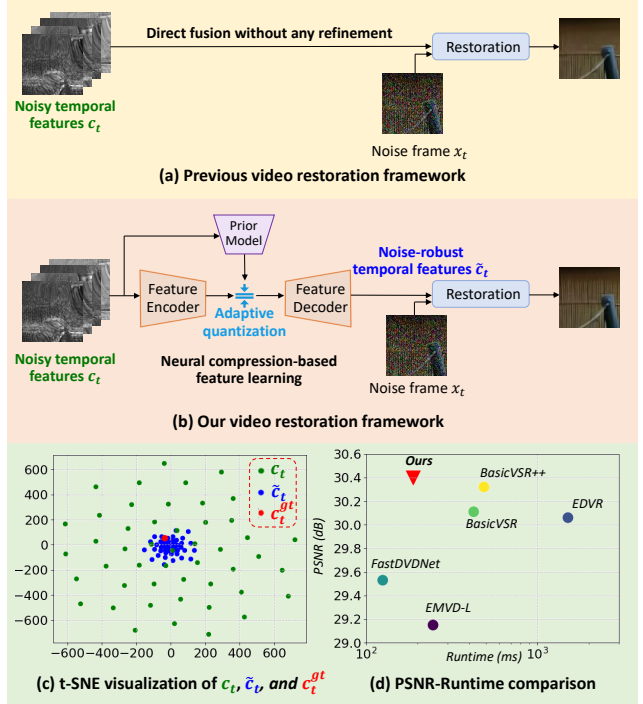 Direct fusion without any refinement
Restoration
Noisy temporal
features c_t
Noise frame x_t
(a) Previous video restoration framework
Prior
Model
Noise-robust
temporal features c̃_t
Feature
Encoder
Feature
Decoder
Restoration
Adaptive
quantization
Noisy temporal
features c_t
Neural compression-based
feature learning
Noise frame x_t
(b) Our video restoration framework
600
400
200
0
−200
−400
−600
−600 −400 −200 0 200 400 600
c_t
c̃_t
c_t^gt
(c) t-SNE visualization of c_t, c̃_t, and c_t^gt
PSNR (dB)
30.6
30.4
30.2
30.0
29.8
29.6
29.4
29.2
29.0
Ours
BasicVSR++
BasicVSR
EDVR
FastDVDNet
EMVD-L
10² 10³
Runtime (ms)
(d) PSNR-Runtime comparison